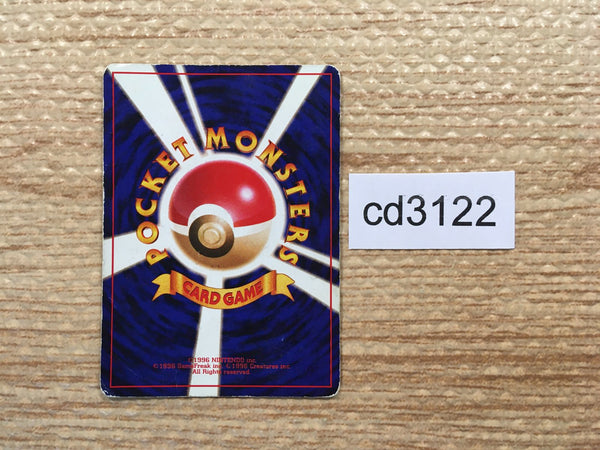 POCKET MONSTERS
CARD GAME
©1996 NINTENDO inc.
©1996 GameFreak inc. ©1996 Creatures inc.
All Rights reserved.
cd3122